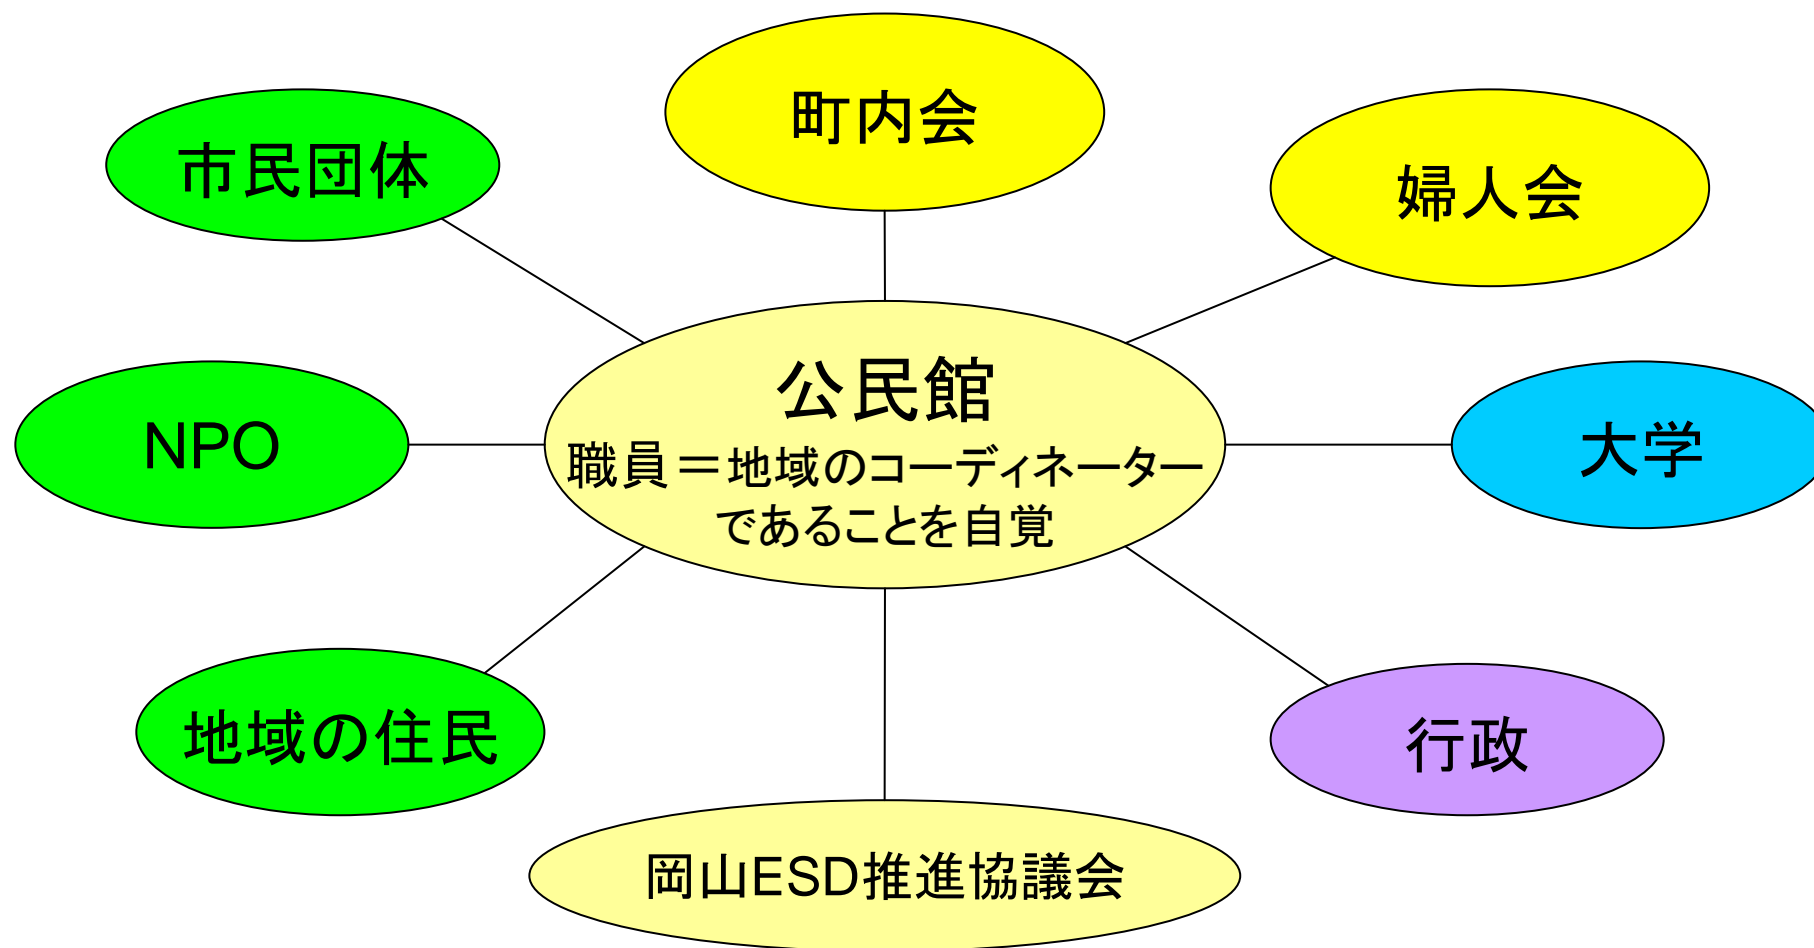 町内会
市民団体
婦人会
公民館
職員＝地域のコーディネーター
であることを自覚
NPO
大学
地域の住民
行政
岡山ESD推進協議会